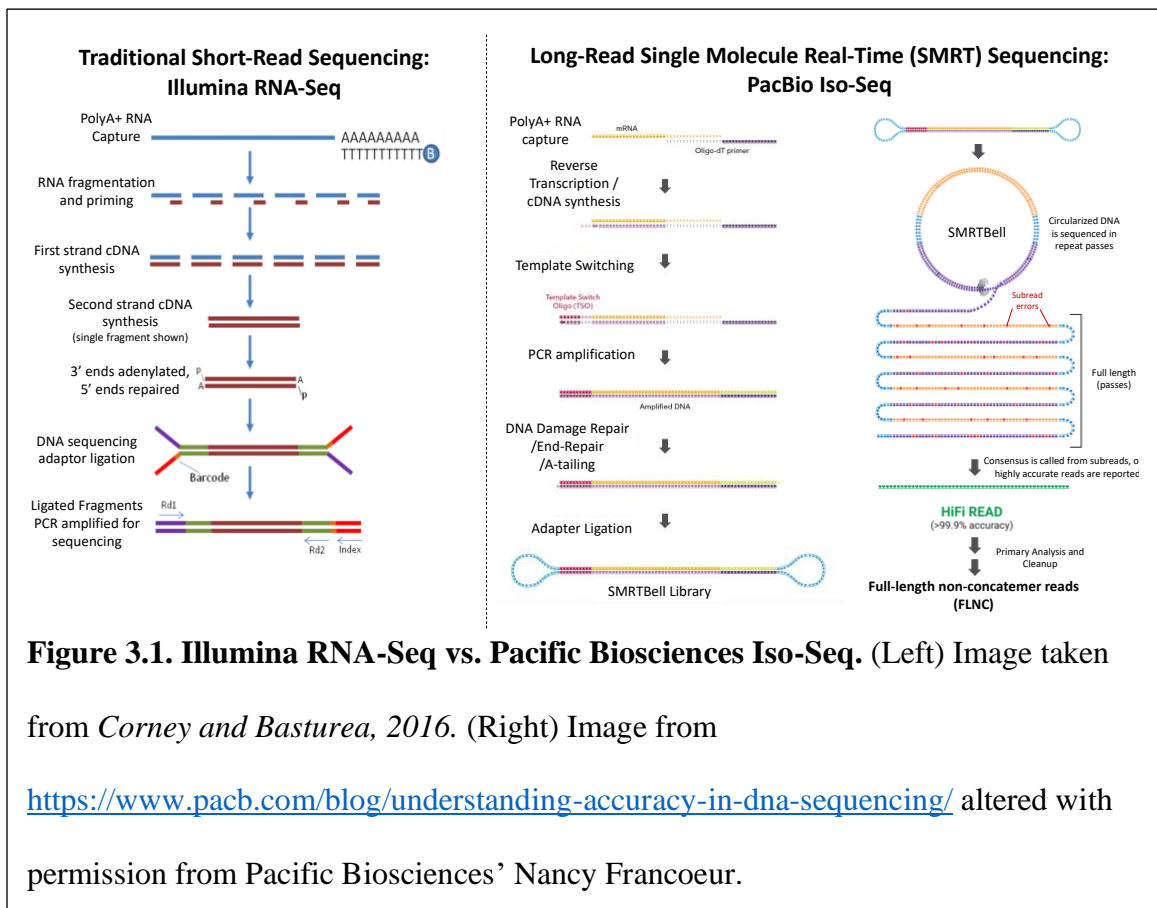 Traditional Short-Read Sequencing:
Illumina RNA-Seq
PolyA+ RNA
Capture
AAAAAAAAA
TTTTTTTTTTT
B
RNA fragmentation
and priming
First strand cDNA
synthesis
Second strand cDNA
synthesis
(single fragment shown)
3' ends adenylated,
5' ends repaired
P
A
A
p
DNA sequencing
adaptor ligation
Barcode
Ligated Fragments
PCR amplified for
sequencing
Rd1
Rd2
Index
Long-Read Single Molecule Real-Time (SMRT) Sequencing:
PacBio Iso-Seq
PolyA+ RNA
capture
mRNA
Oligo-dT primer
Reverse
Transcription /
cDNA synthesis
Template Switching
Template Switch
Oligo (TSO)
PCR amplification
Amplified DNA
DNA Damage Repair
/End-Repair
/A-tailing
Adapter Ligation
SMRTBell Library
SMRTBell
Circularized DNA
is sequenced in
repeat passes
Subread
errors
Full length
(passes)
Consensus is called from subreads, o
highly accurate reads are reported
HiFi READ
(>99.9% accuracy)
Primary Analysis and
Cleanup
Full-length non-concatemer reads
(FLNC)
Figure 3.1. Illumina RNA-Seq vs. Pacific Biosciences Iso-Seq. (Left) Image taken
from Corney and Basturea, 2016. (Right) Image from
https://www.pacb.com/blog/understanding-accuracy-in-dna-sequencing/ altered with
permission from Pacific Biosciences' Nancy Francoeur.